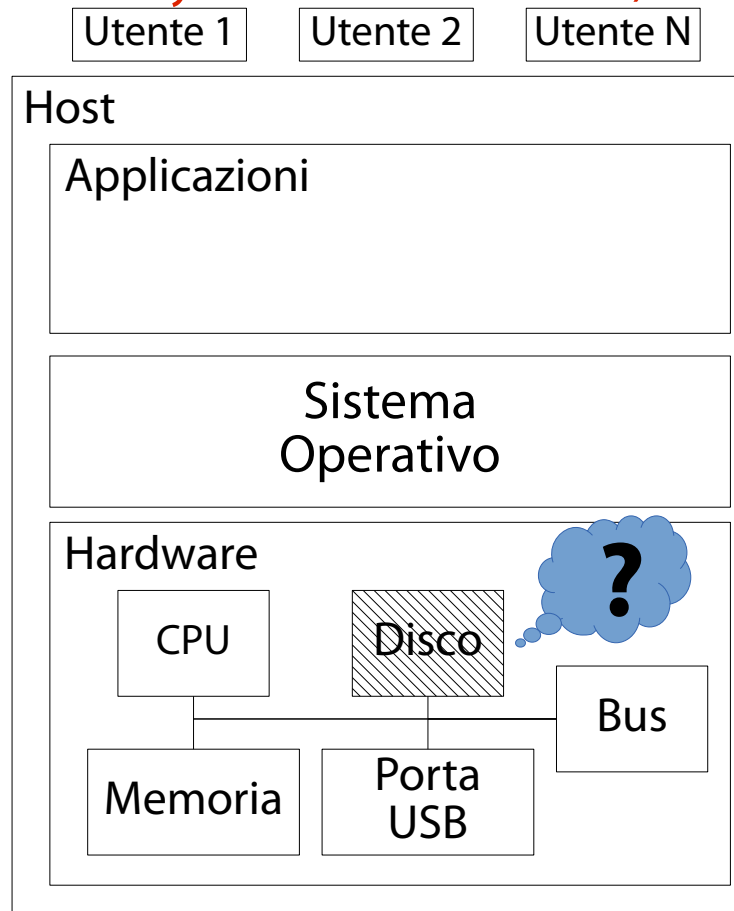 Utente 1
Utente 2
Utente N
Host
Applicazioni
Sistema
Operativo
Hardware
?
CPU
Disco
Bus
Memoria
Porta
USB